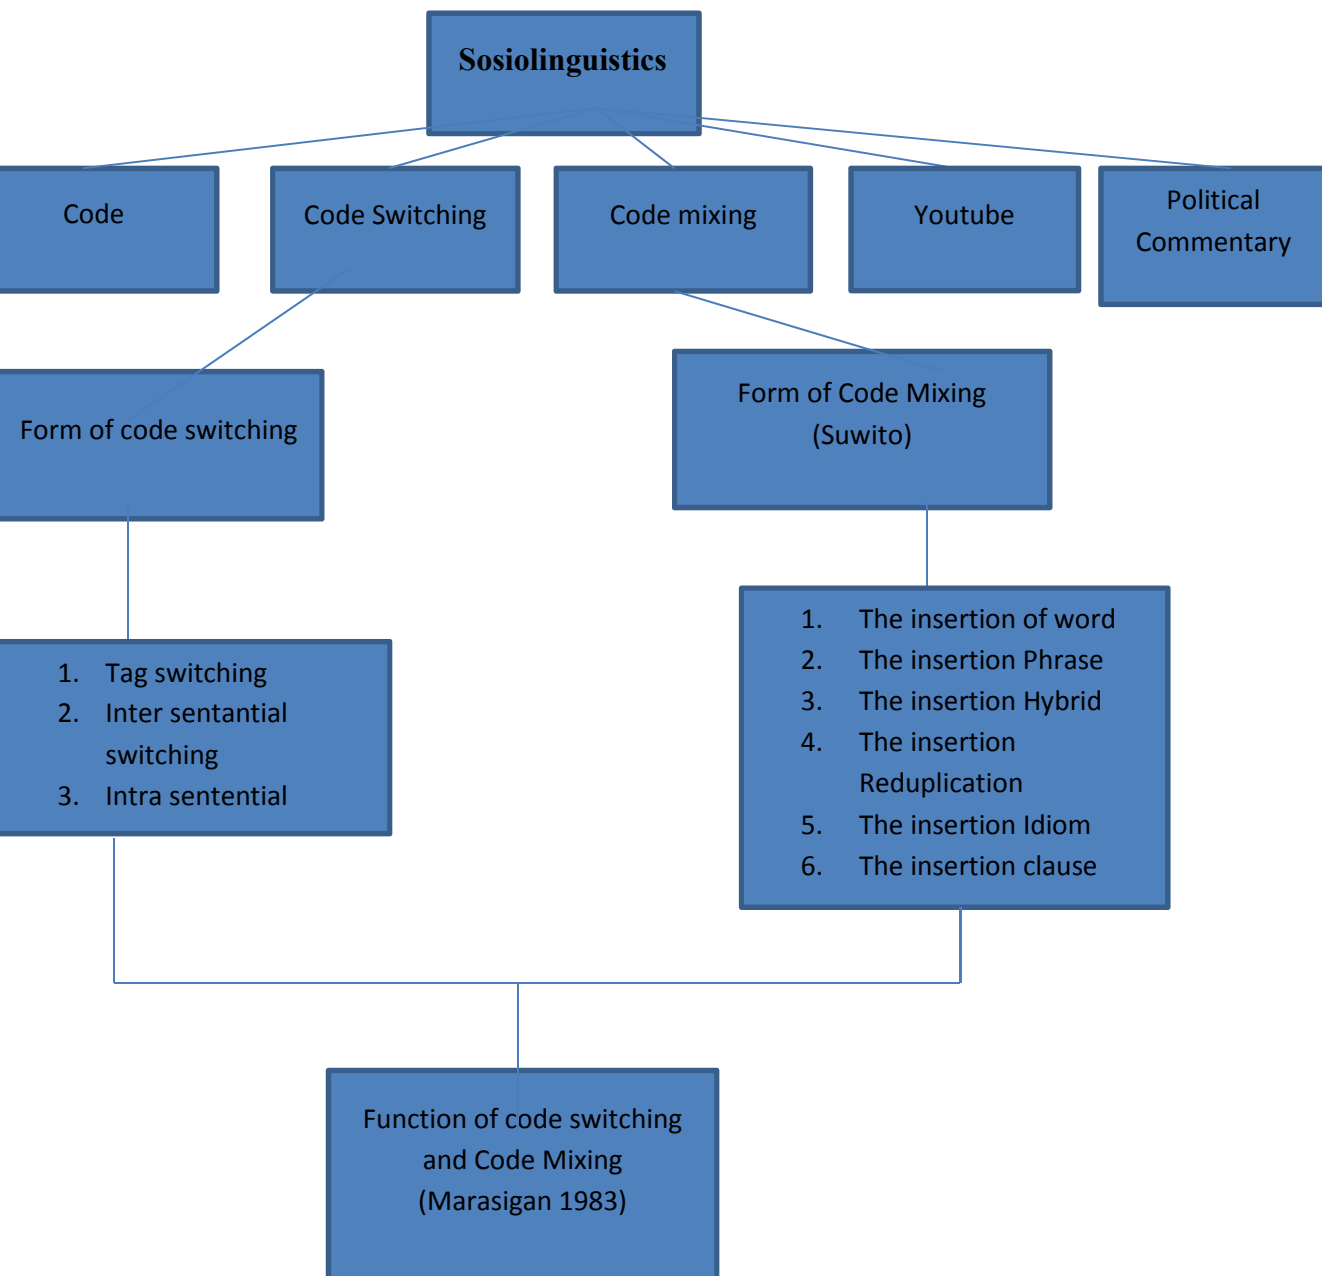 Sosiolinguistics
Code
Code Switching
Code mixing
Youtube
Political
Commentary
Form of code switching
Form of Code Mixing
(Suwito)
1. Tag switching
2. Inter sentantial
switching
3. Intra sentential
1. The insertion of word
2. The insertion Phrase
3. The insertion Hybrid
4. The insertion
Reduplication
5. The insertion Idiom
6. The insertion clause
Function of code switching
and Code Mixing
(Marasigan 1983)